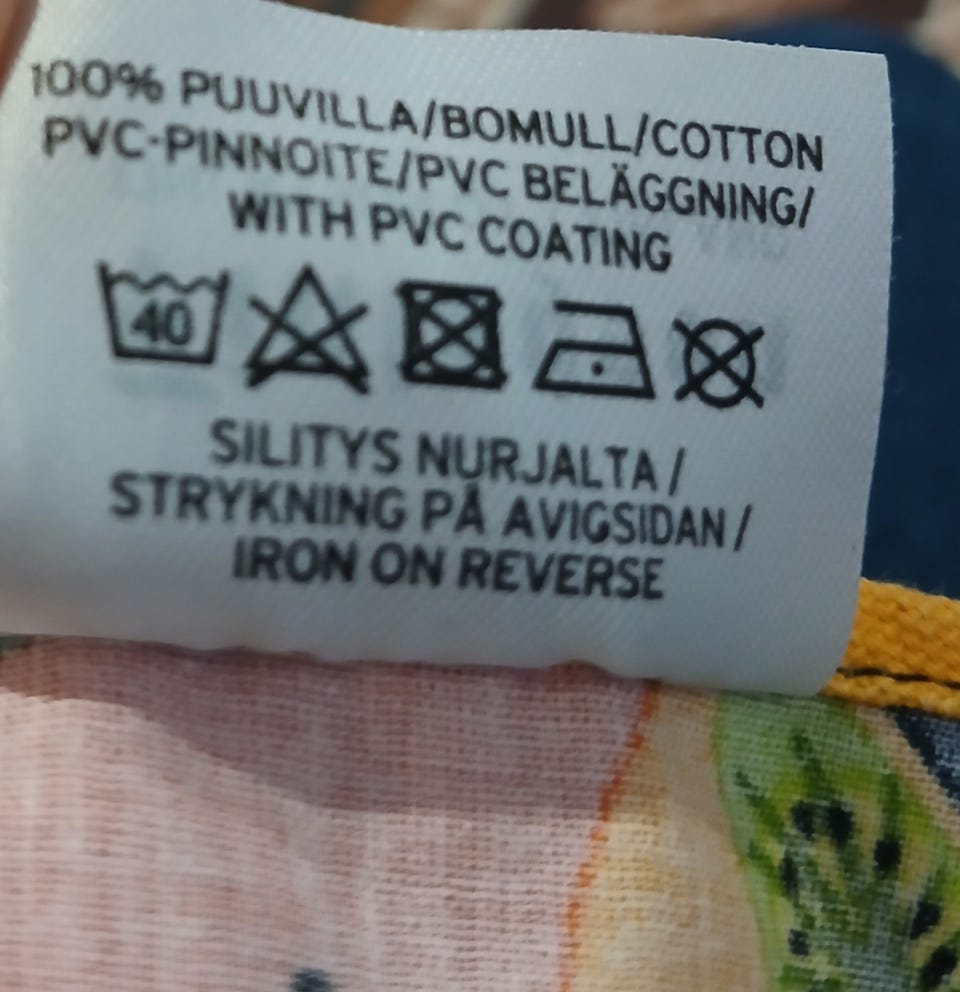 100% PUUVILLA/BOMULL/COTTON
PVC-PINNOITE/PVC BELÄGGNING/
WITH PVC COATING
40
SILITYS NURJALTA/
STRYKNING PÅ AVIGSIDAN/
IRON ON REVERSE